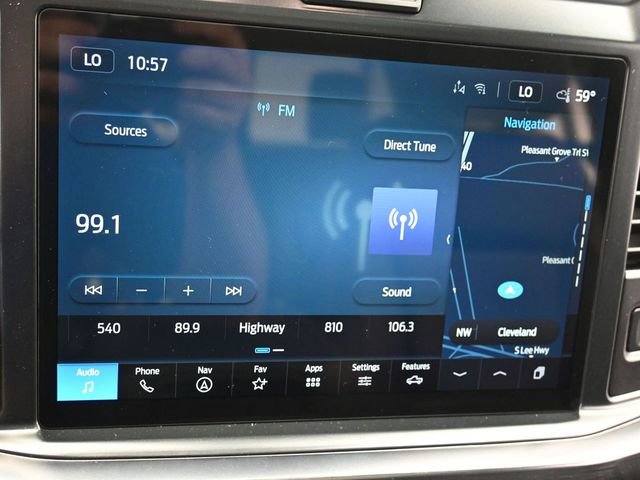 LO 10:57 LO 59°
FM
Navigation
Sources
Direct Tune
Pleasant Grove Trl S
40
99.1
Pleasant
Sound
540 89.9 Highway 810 106.3
NW Cleveland
S Lee Hwy
Audio Phone Nav Fav Apps Settings Features